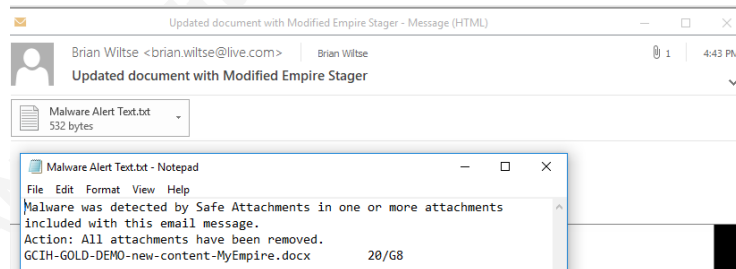 Updated document with Modified Empire Stager - Message (HTML)
Brian Wiltse <brian.wiltse@live.com> Brian Wiltse
1 4:43 PM
Updated document with Modified Empire Stager
Malware Alert Text.txt
532 bytes
Malware Alert Text.txt - Notepad
File Edit Format View Help
Malware was detected by Safe Attachments in one or more attachments
included with this email message.
Action: All attachments have been removed.
GCIH-GOLD-DEMO-new-content-MyEmpire.docx 20/G8